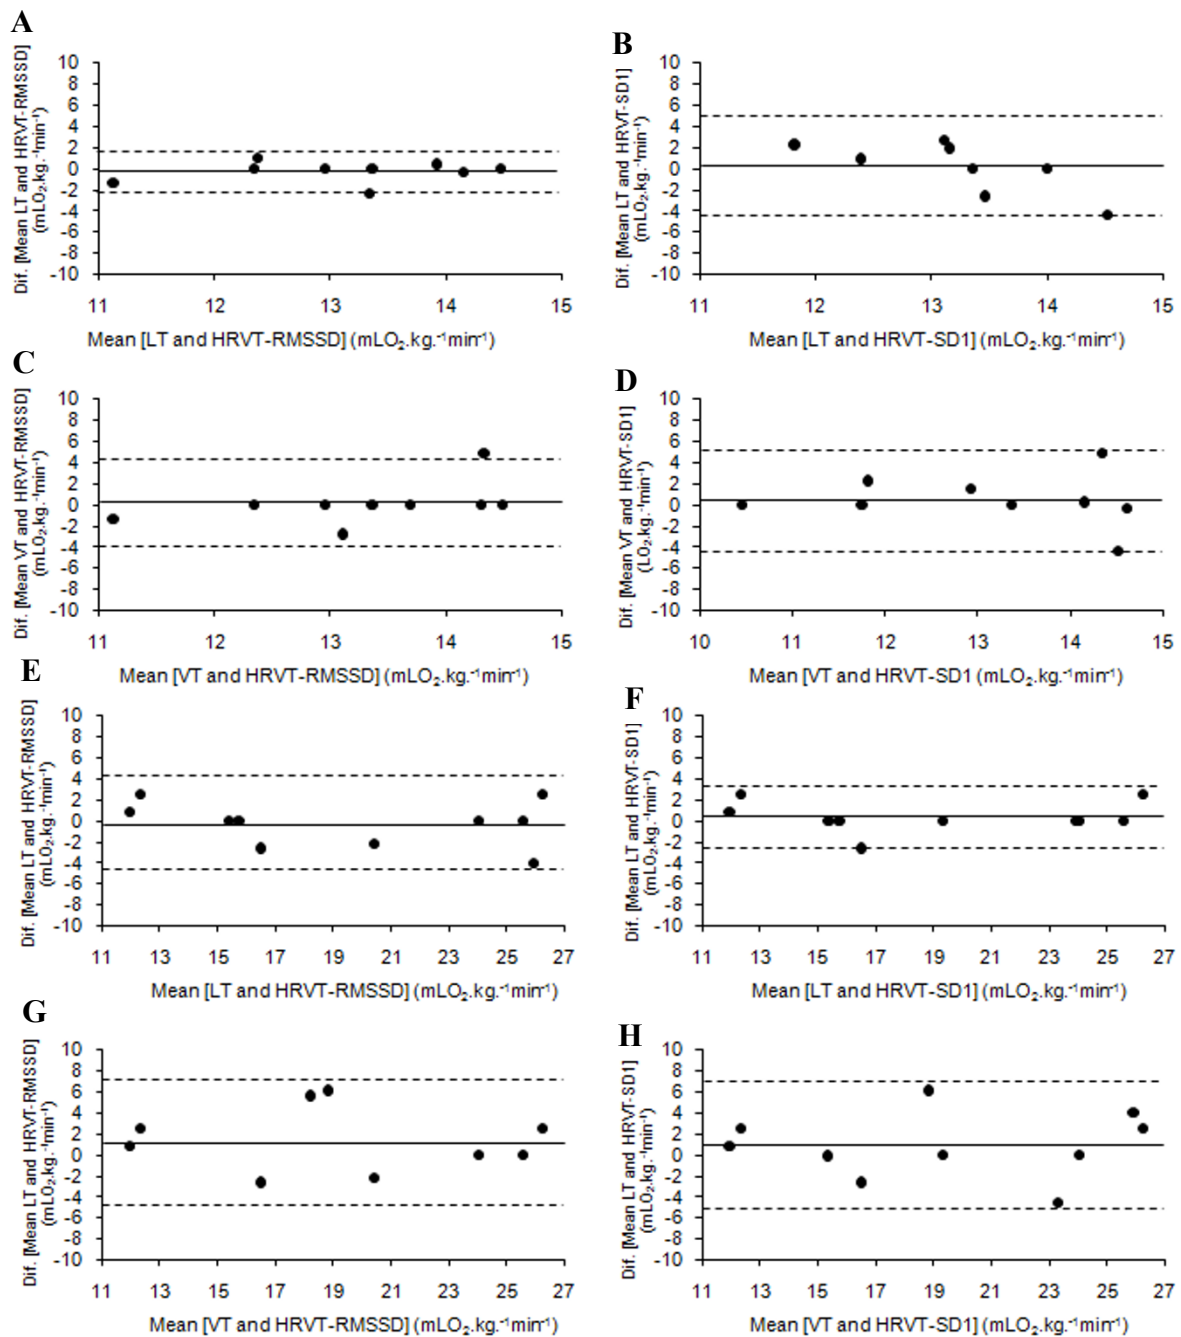 A
Dif. [Mean LT and HRVT-RMSSD]
(mLO₂.kg.⁻¹min⁻¹)
10
8
6
4
2
0
-2
-4
-6
-8
-10
11 12 13 14 15
Mean [LT and HRVT-RMSSD] (mLO₂.kg.⁻¹min⁻¹)
B
Dif. [Mean LT and HRVT-SD1]
(mLO₂.kg.⁻¹min⁻¹)
10
8
6
4
2
0
-2
-4
-6
-8
-10
11 12 13 14 15
Mean [LT and HRVT-SD1] (mLO₂.kg.⁻¹min⁻¹)
C
Dif. [Mean VT and HRVT-RMSSD]
(mLO₂.kg.⁻¹min⁻¹)
10
8
6
4
2
0
-2
-4
-6
-8
-10
11 12 13 14 15
Mean [VT and HRVT-RMSSD] (mLO₂.kg.⁻¹min⁻¹)
D
Dif. [Mean VT and HRVT-SD1]
(LO₂.kg.⁻¹min⁻¹)
10
8
6
4
2
0
-2
-4
-6
-8
-10
10 11 12 13 14 15
Mean [VT and HRVT-SD1 (mLO₂.kg.⁻¹min⁻¹)
E
Dif. [Mean LT and HRVT-RMSSD]
(mLO₂.kg.⁻¹min⁻¹)
10
8
6
4
2
0
-2
-4
-6
-8
-10
11 13 15 17 19 21 23 25 27
Mean [LT and HRVT-RMSSD] (mLO₂.kg.⁻¹min⁻¹)
F
Dif. [Mean LT and HRVT-SD1]
(mLO₂.kg.⁻¹min⁻¹)
10
8
6
4
2
0
-2
-4
-6
-8
-10
11 13 15 17 19 21 23 25 27
Mean [LT and HRVT-SD1] (mLO₂.kg.⁻¹min⁻¹)
G
Dif. [Mean LT and HRVT-RMSSD]
(mLO₂.kg.⁻¹min⁻¹)
10
8
6
4
2
0
-2
-4
-6
-8
-10
11 13 15 17 19 21 23 25 27
Mean [VT and HRVT-RMSSD] (mLO₂.kg.⁻¹min⁻¹)
H
Dif. [Mean LT and HRVT-SD1]
(mLO₂.kg.⁻¹min⁻¹)
10
8
6
4
2
0
-2
-4
-6
-8
-10
11 13 15 17 19 21 23 25 27
Mean [VT and HRVT-SD1] (mLO₂.kg.⁻¹min⁻¹)